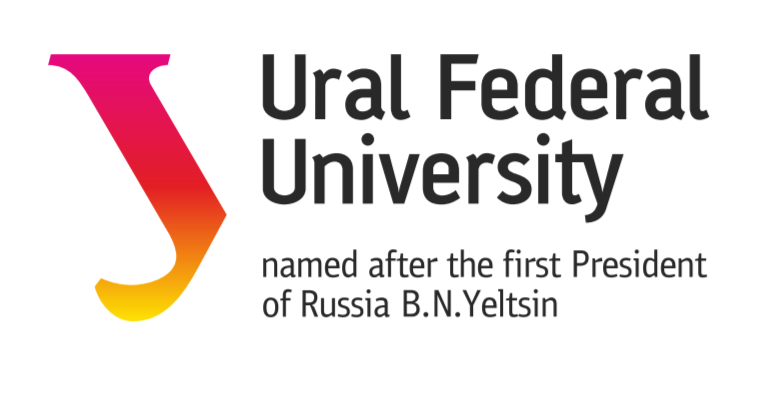 Ural Federal
University
named after the first President
of Russia B.N.Yeltsin